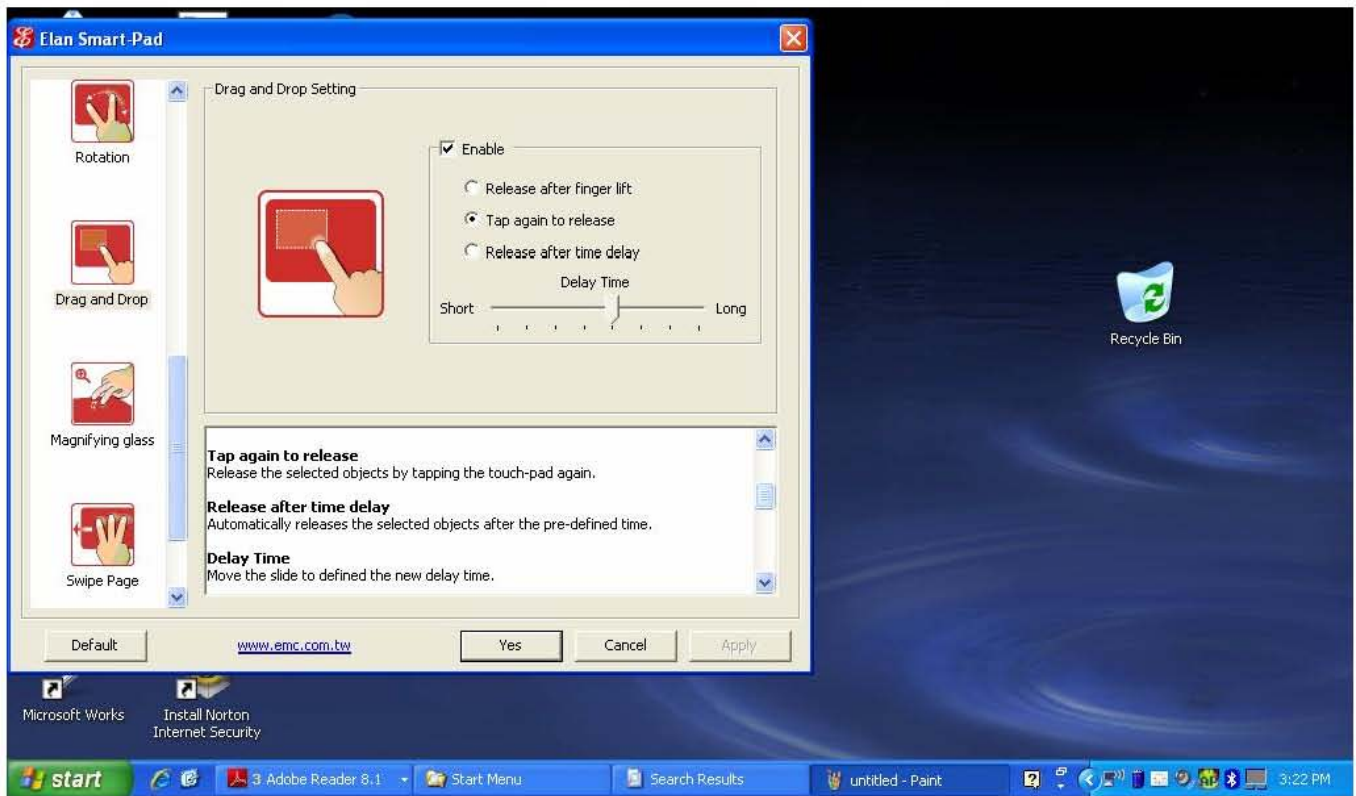 Elan Smart-Pad
Rotation
Drag and Drop
Magnifying glass
Swipe Page
Drag and Drop Setting
Enable
Release after finger lift
Tap again to release
Release after time delay
Delay Time
Short
Long
Tap again to release
Release the selected objects by tapping the touch-pad again.
Release after time delay
Automatically releases the selected objects after the pre-defined time.
Delay Time
Move the slide to defined the new delay time.
Default
www.emc.com.tw
Yes
Cancel
Apply
Recycle Bin
Microsoft Works
Install Norton
Internet Security
start
3 Adobe Reader 8.1
Start Menu
Search Results
untitled - Paint
3:22 PM